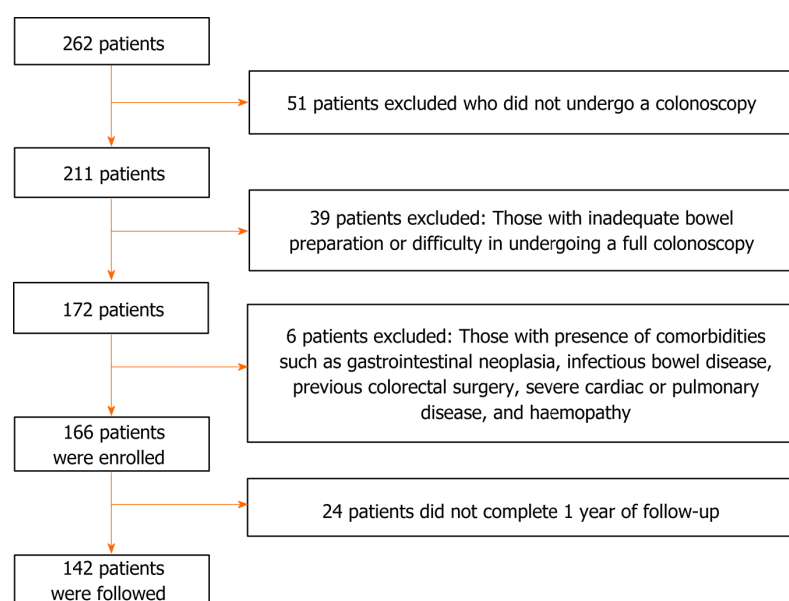 262 patients
51 patients excluded who did not undergo a colonoscopy
211 patients
39 patients excluded: Those with inadequate bowel
preparation or difficulty in undergoing a full colonoscopy
172 patients
6 patients excluded: Those with presence of comorbidities
such as gastrointestinal neoplasia, infectious bowel disease,
previous colorectal surgery, severe cardiac or pulmonary
disease, and haemopathy
166 patients
were enrolled
24 patients did not complete 1 year of follow-up
142 patients
were followed